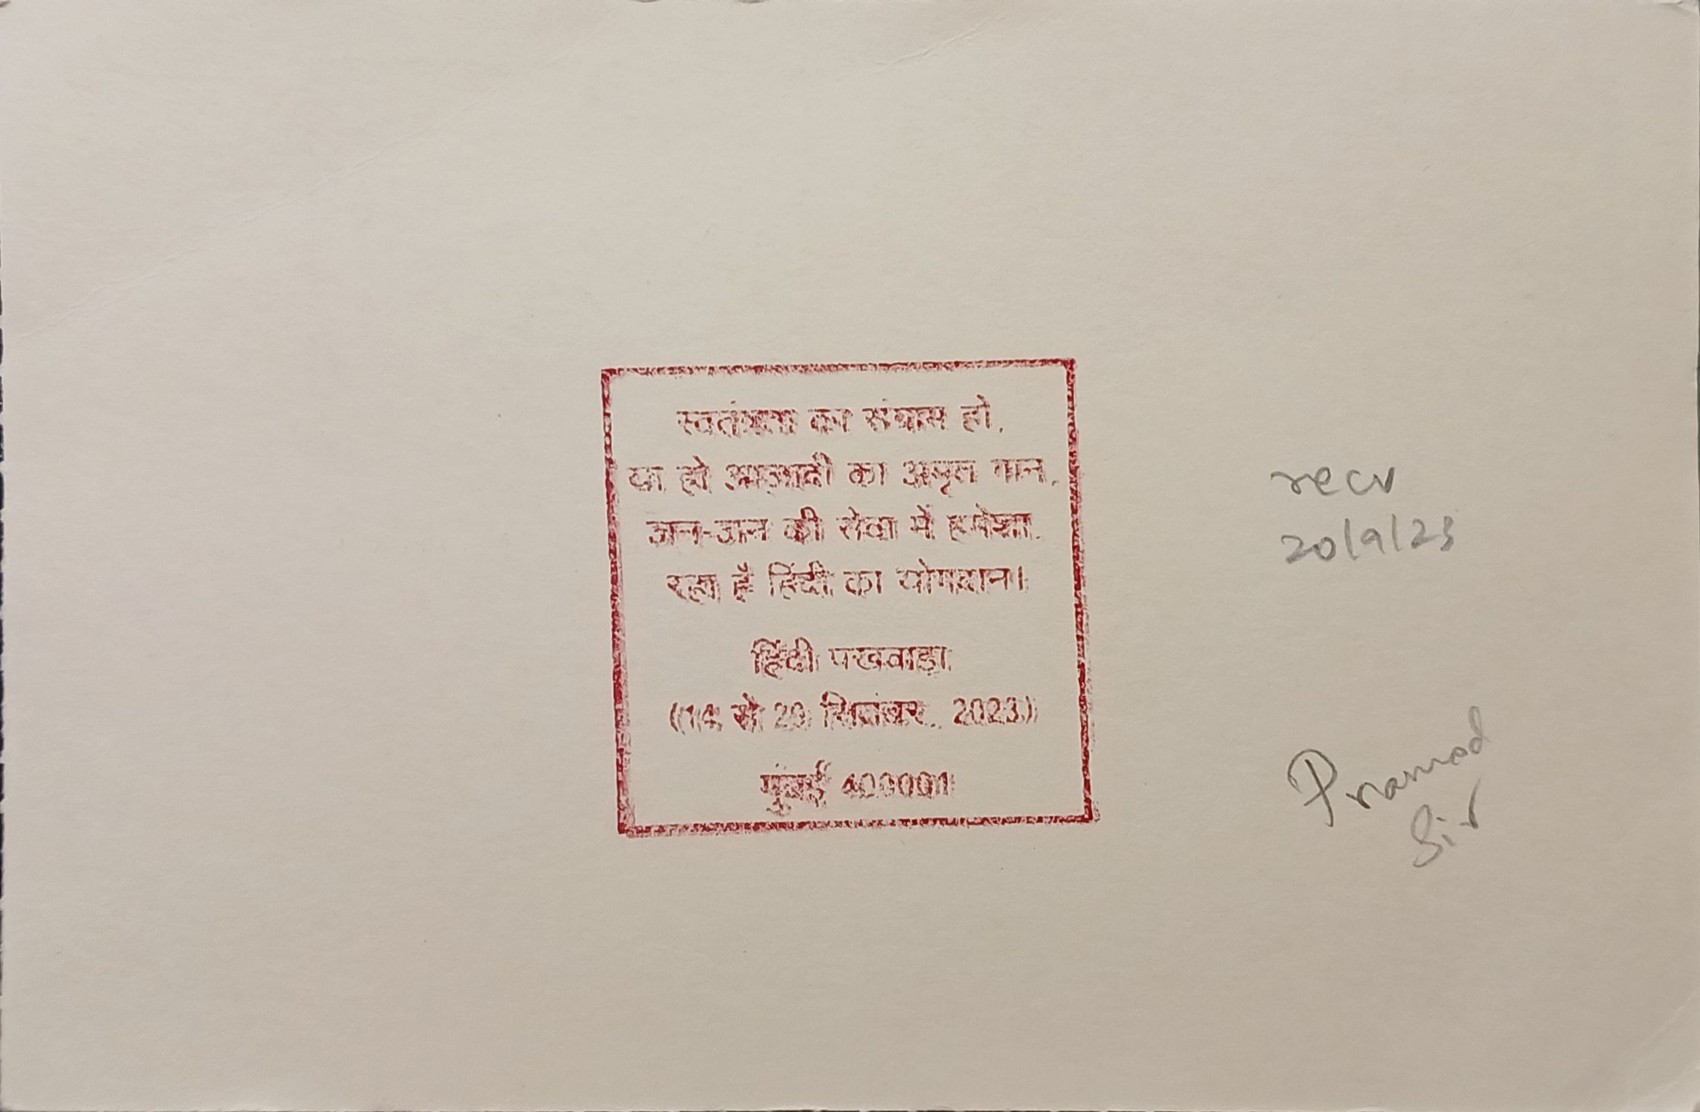 स्वतंत्रता का संग्राम हो,
या हो आज़ादी का अमृत गान,
जन-जन की सेवा में हमेशा,
रहा है हिंदी का योगदान।
हिंदी पखवाड़ा
(14 से 29 सितंबर, 2023)
मुंबई 400001
recv
20/9/23
Pramod
Sir